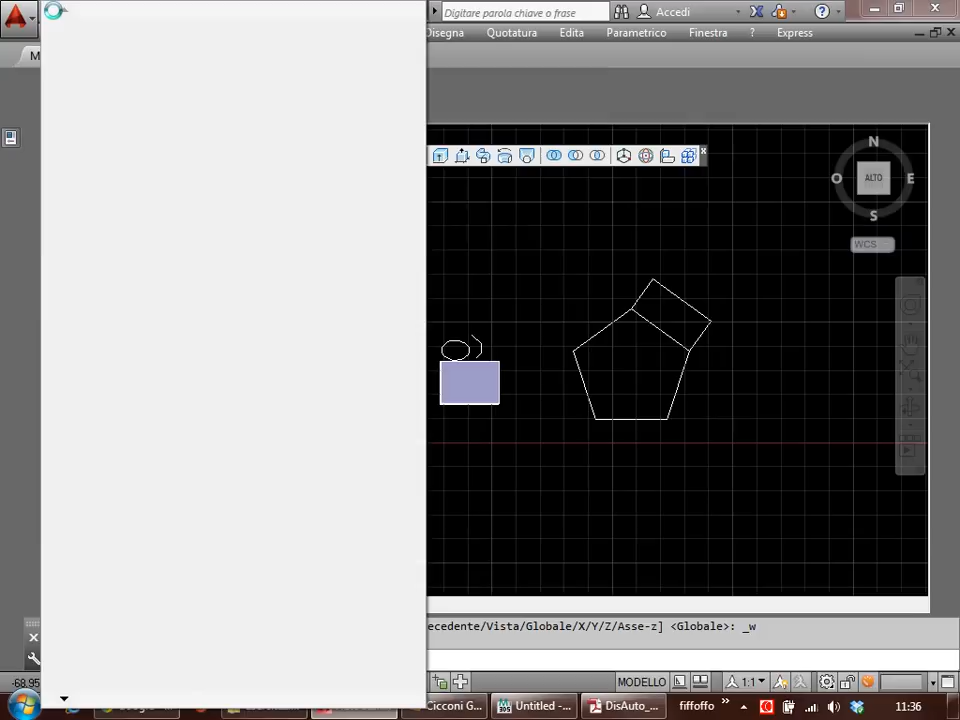 Digitare parola chiave o frase
Accedi
?
Disegna Quotatura Edita Parametrico Finestra ? Express
M
N
O ALTO E
S
WCS
ecedente/Vista/Globale/X/Y/Z/Asse-z] <Globale>: _w
-68.95
MODELLO
1:1
Cicconi G...
Untitled -...
DisAuto_...
fiffoffo
11:36